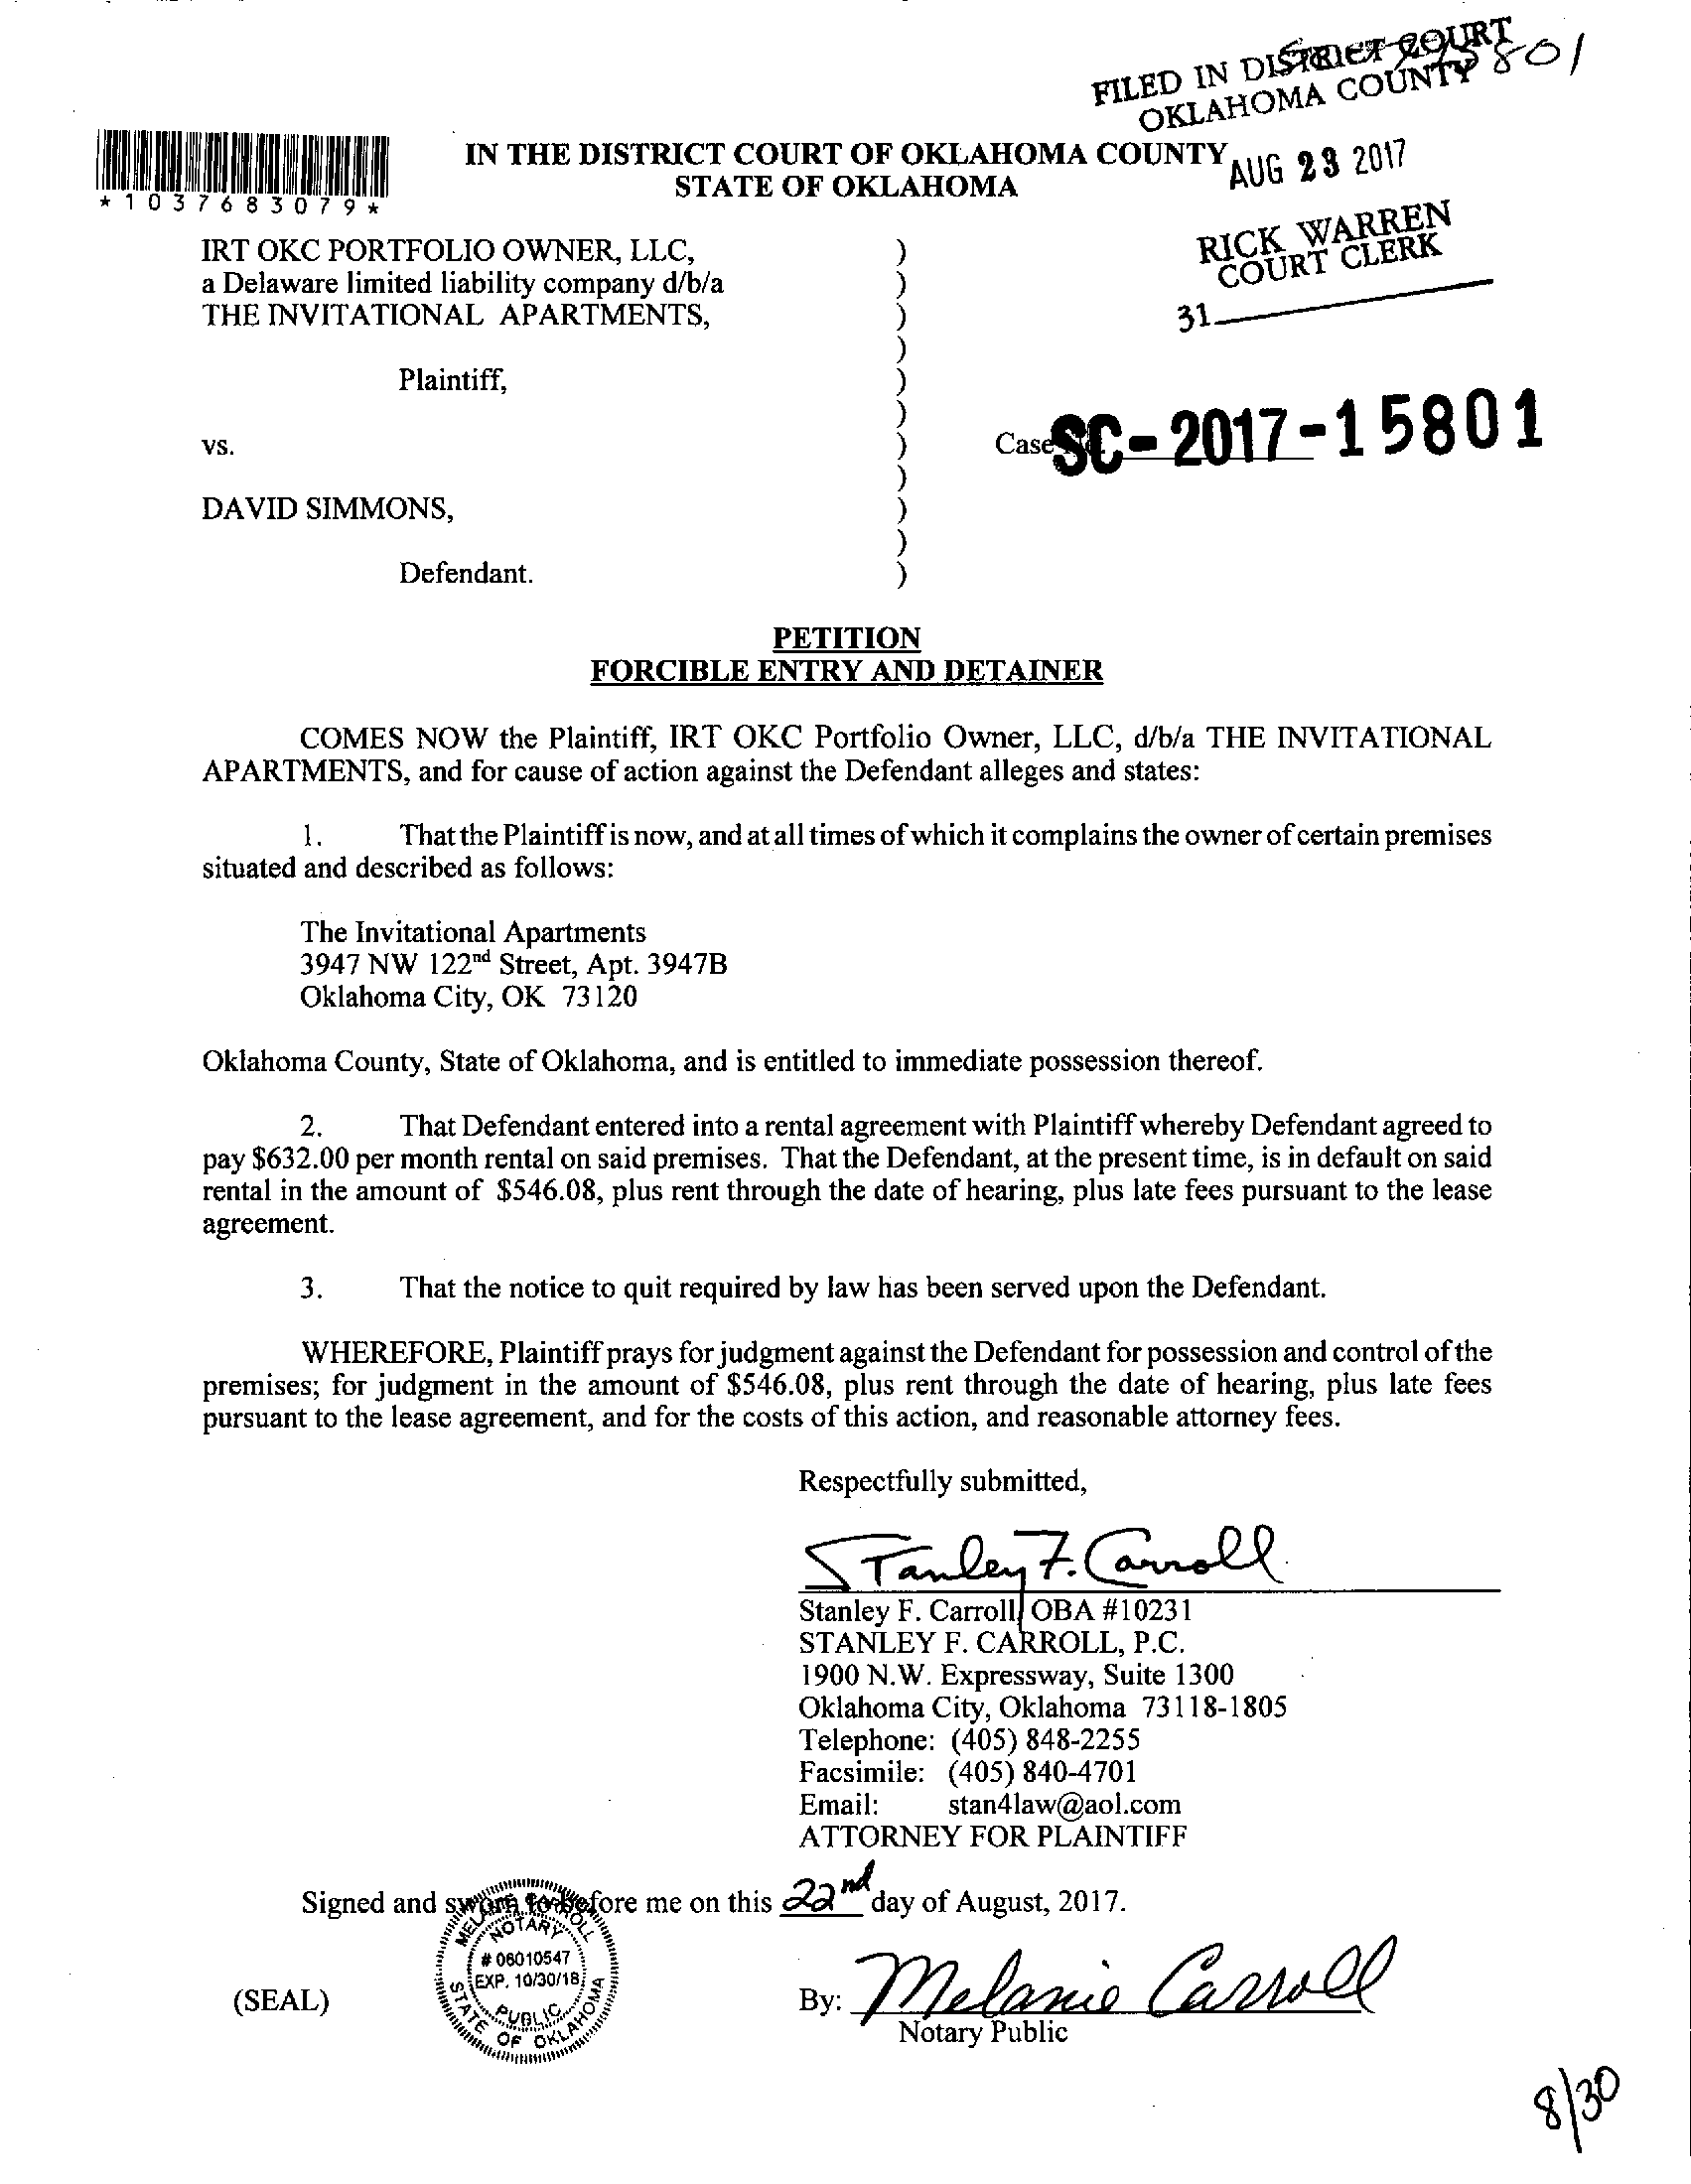 FILED IN DISTRICT COURT
OKLAHOMA COUNTY
801
*1037683079*
IN THE DISTRICT COURT OF OKLAHOMA COUNTY
STATE OF OKLAHOMA
AUG 23 2017
RICK WARREN
COURT CLERK
31
IRT OKC PORTFOLIO OWNER, LLC, )
a Delaware limited liability company d/b/a )
THE INVITATIONAL APARTMENTS, )
)
Plaintiff, )
)
vs. )
Case SC-2017-15801
)
DAVID SIMMONS, )
)
Defendant. )
PETITION
FORCIBLE ENTRY AND DETAINER
COMES NOW the Plaintiff, IRT OKC Portfolio Owner, LLC, d/b/a THE INVITATIONAL
APARTMENTS, and for cause of action against the Defendant alleges and states:
1. That the Plaintiff is now, and at all times of which it complains the owner of certain premises
situated and described as follows:
The Invitational Apartments
3947 NW 122nd Street, Apt. 3947B
Oklahoma City, OK 73120
Oklahoma County, State of Oklahoma, and is entitled to immediate possession thereof.
2. That Defendant entered into a rental agreement with Plaintiff whereby Defendant agreed to
pay $632.00 per month rental on said premises. That the Defendant, at the present time, is in default on said
rental in the amount of $546.08, plus rent through the date of hearing, plus late fees pursuant to the lease
agreement.
3. That the notice to quit required by law has been served upon the Defendant.
WHEREFORE, Plaintiff prays for judgment against the Defendant for possession and control of the
premises; for judgment in the amount of $546.08, plus rent through the date of hearing, plus late fees
pursuant to the lease agreement, and for the costs of this action, and reasonable attorney fees.
Respectfully submitted,
Stanley F. Carroll
Stanley F. Carroll, OBA #10231
STANLEY F. CARROLL, P.C.
1900 N.W. Expressway, Suite 1300
Oklahoma City, Oklahoma 73118-1805
Telephone: (405) 848-2255
Facsimile: (405) 840-4701
Email: stan4law@aol.com
ATTORNEY FOR PLAINTIFF
Signed and sworn to before me on this 22nd day of August, 2017.
MELANIE CARROLL
NOTARY
# 06010547
EXP. 10/30/18
PUBLIC
STATE OF OKLAHOMA
(SEAL)
By: Melanie Carroll
Notary Public
8/30